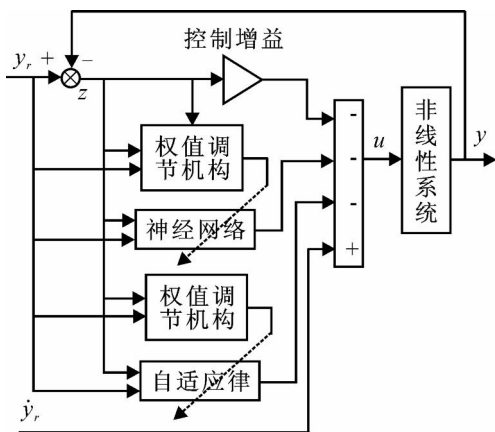 控制增益
y_r + −
z
权值调
节机构
神经网络
权值调
节机构
自适应律
ẏ_r
-
-
-
+
u
非线性系统
y